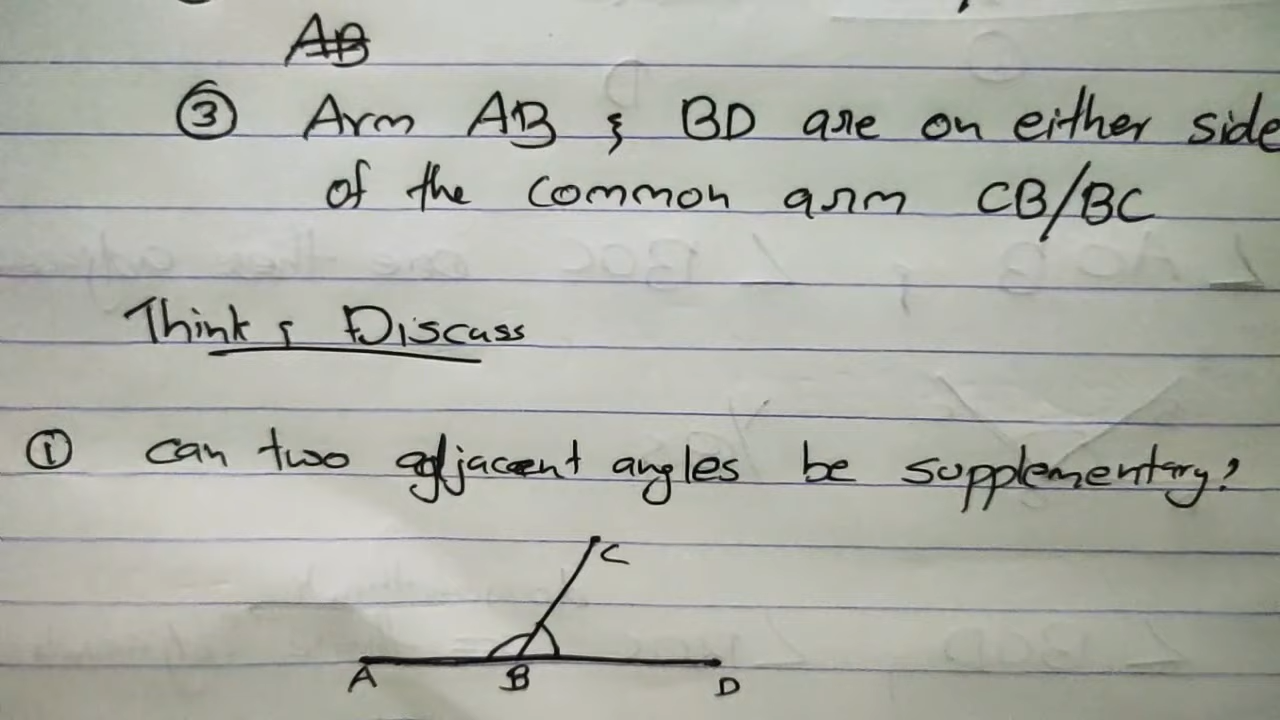 AB
③ Arm AB & BD are on either side
of the common arm CB/BC
Think & Discuss
① can two adjacent angles be supplementary?
C
A B D